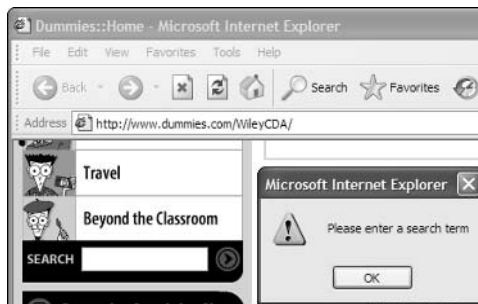 Dummies::Home - Microsoft Internet Explorer
File Edit View Favorites Tools Help
Back Search Favorites
Address http://www.dummies.com/WileyCDA/
Travel
Beyond the Classroom
SEARCH
Microsoft Internet Explorer
Please enter a search term
OK